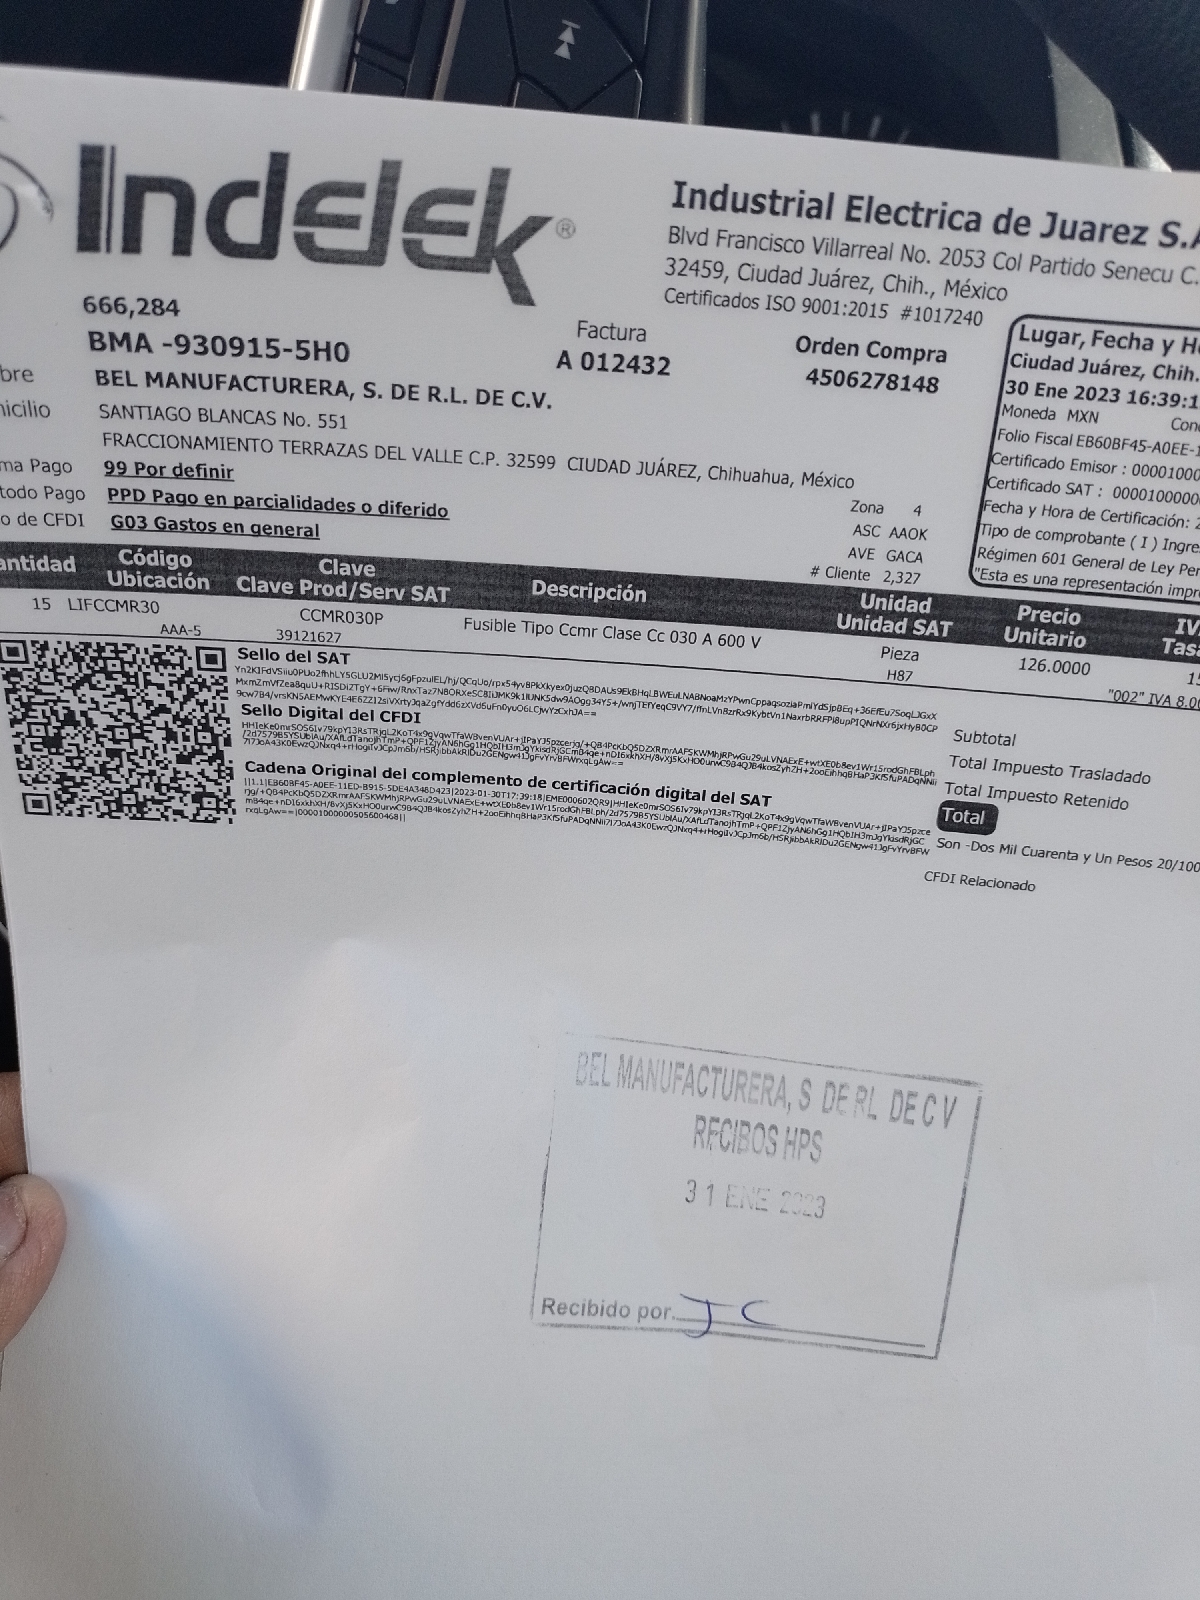 Indelek®
Industrial Electrica de Juarez S.A
Blvd Francisco Villarreal No. 2053 Col Partido Senecu C.
32459, Ciudad Juárez, Chih., México
Certificados ISO 9001:2015 #1017240
666,284
BMA -930915-5H0
Factura
A 012432
Orden Compra
4506278148
Lugar, Fecha y H
Ciudad Juárez, Chih.
30 Ene 2023 16:39:1
Moneda MXN Con
Folio Fiscal EB60BF45-A0EE-1
Certificado Emisor : 00001000
Certificado SAT : 0000100000
Fecha y Hora de Certificación: 2
Tipo de comprobante ( I ) Ingre
Régimen 601 General de Ley Per
"Esta es una representación impre
bre BEL MANUFACTURERA, S. DE R.L. DE C.V.
icilio SANTIAGO BLANCAS No. 551
FRACCIONAMIENTO TERRAZAS DEL VALLE C.P. 32599 CIUDAD JUÁREZ, Chihuahua, México
ma Pago 99 Por definir
todo Pago PPD Pago en parcialidades o diferido
o de CFDI G03 Gastos en general
Zona 4
ASC AAOK
AVE GACA
# Cliente 2,327
antidad Código Ubicación Clave Clave Prod/Serv SAT Descripción Unidad Unidad SAT Precio Unitario IVA Tasa
15 LIFCCMR30 CCMR030P Fusible Tipo Ccmr Clase Cc 030 A 600 V Pieza 126.0000 1
AAA-5 39121627 H87 "002" IVA 8.00
Sello del SAT
Sello Digital del CFDI
Cadena Original del complemento de certificación digital del SAT
Subtotal
Total Impuesto Trasladado
Total Impuesto Retenido
Total
Son -Dos Mil Cuarenta y Un Pesos 20/100
CFDI Relacionado
BEL MANUFACTURERA, S DE RL DE C V
RECIBOS HPS
31 ENE 2023
Recibido por. JC